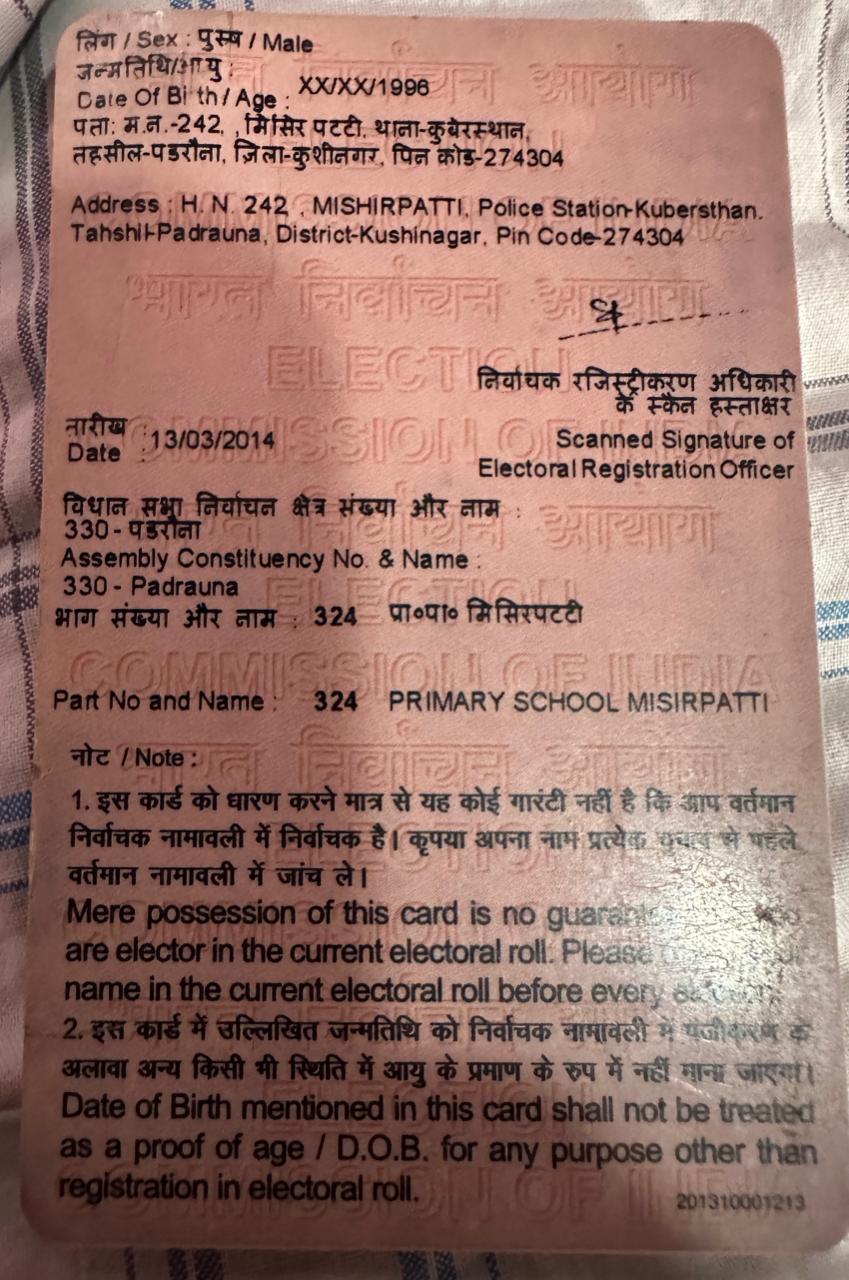 लिंग / Sex : पुरुष / Male
जन्मतिथि/आयु :
Date Of Birth / Age : XX/XX/1996
पता: म.न.-242, , मिसिर पटटी, थाना-कुबेरस्थान,
तहसील-पडरौना, ज़िला-कुशीनगर, पिन कोड-274304
Address : H. N. 242 , MISHIRPATTI, Police Station-Kubersthan.
Tahshil-Padrauna, District-Kushinagar, Pin Code-274304
भारत निर्वाचन आयोग
ELECTION
COMMISSION OF INDIA
निर्वाचक रजिस्ट्रीकरण अधिकारी
के स्कैन हस्ताक्षर
Scanned Signature of
Electoral Registration Officer
तारीख
Date : 13/03/2014
विधान सभा निर्वाचन क्षेत्र संख्या और नाम :
330 - पडरौना
Assembly Constituency No. & Name :
330 - Padrauna
भाग संख्या और नाम : 324 प्रा०पा० मिसिरपटटी
Part No and Name : 324 PRIMARY SCHOOL MISIRPATTI
नोट / Note :
1. इस कार्ड को धारण करने मात्र से यह कोई गारंटी नहीं है कि आप वर्तमान
निर्वाचक नामावली में निर्वाचक है। कृपया अपना नाम प्रत्येक चुनाव से पहले
वर्तमान नामावली में जांच ले।
Mere possession of this card is no
are elector in the current electoral roll. Please
name in the current electoral roll before every
2. इस कार्ड में उल्लिखित जन्मतिथि को निर्वाचक नामावली में पंजीकरण के
अलावा अन्य किसी भी स्थिति में आयु के प्रमाण के रुप में नहीं माना जाएगा।
Date of Birth mentioned in this card shall not be treated
as a proof of age / D.O.B. for any purpose other than
registration in electoral roll.
201310001213